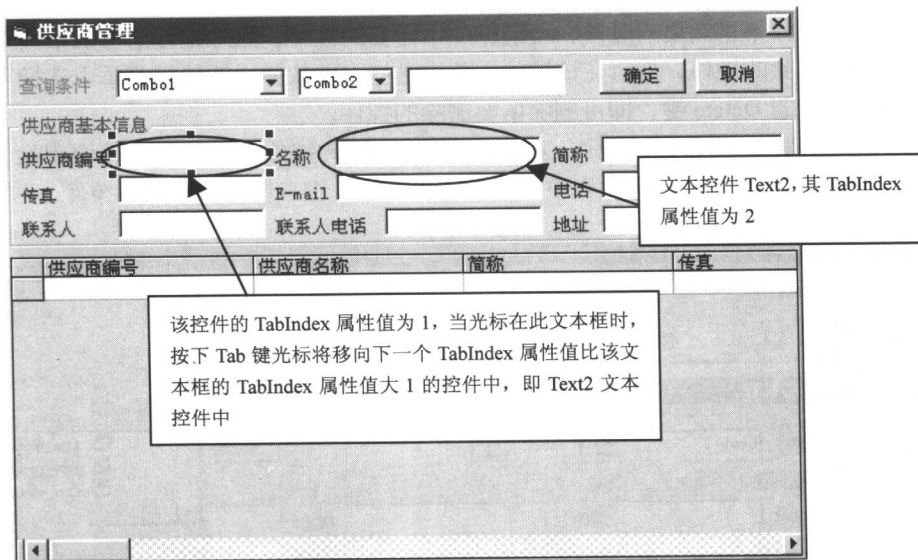 供应商管理
查询条件 Combo1 Combo2 确定 取消
供应商基本信息
供应商编号 名称 简称
传真 E-mail 电话
联系人 联系人电话 地址
文本控件 Text2，其 TabIndex
属性值为 2
供应商编号 供应商名称 简称 传真
该控件的 TabIndex 属性值为 1，当光标在此文本框时，
按下 Tab 键光标将移向下一个 TabIndex 属性值比该文
本框的 TabIndex 属性值大 1 的控件中，即 Text2 文本
控件中